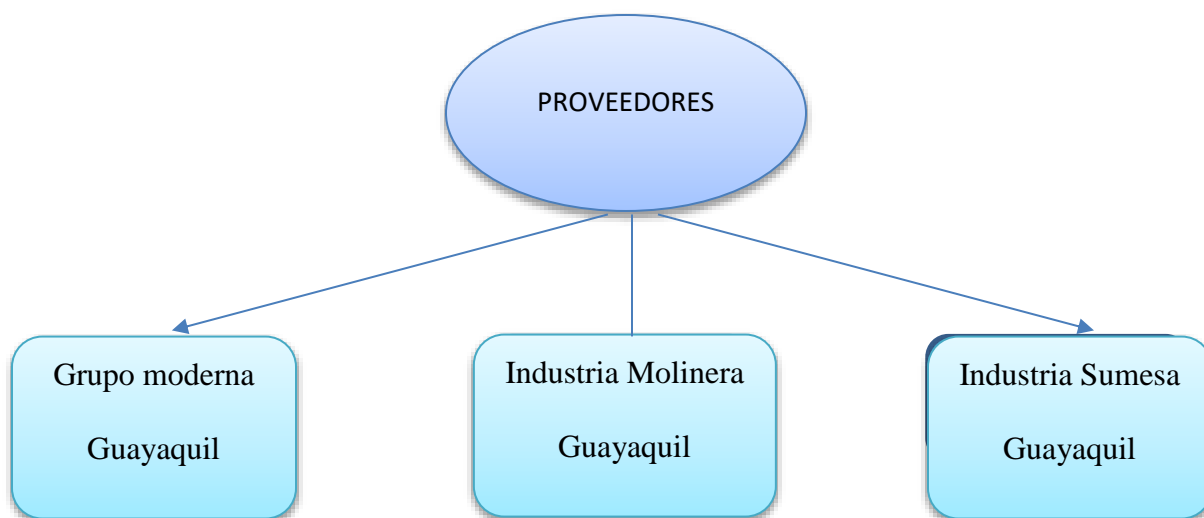 PROVEEDORES
Grupo moderna
Guayaquil
Industria Molinera
Guayaquil
Industria Sumesa
Guayaquil